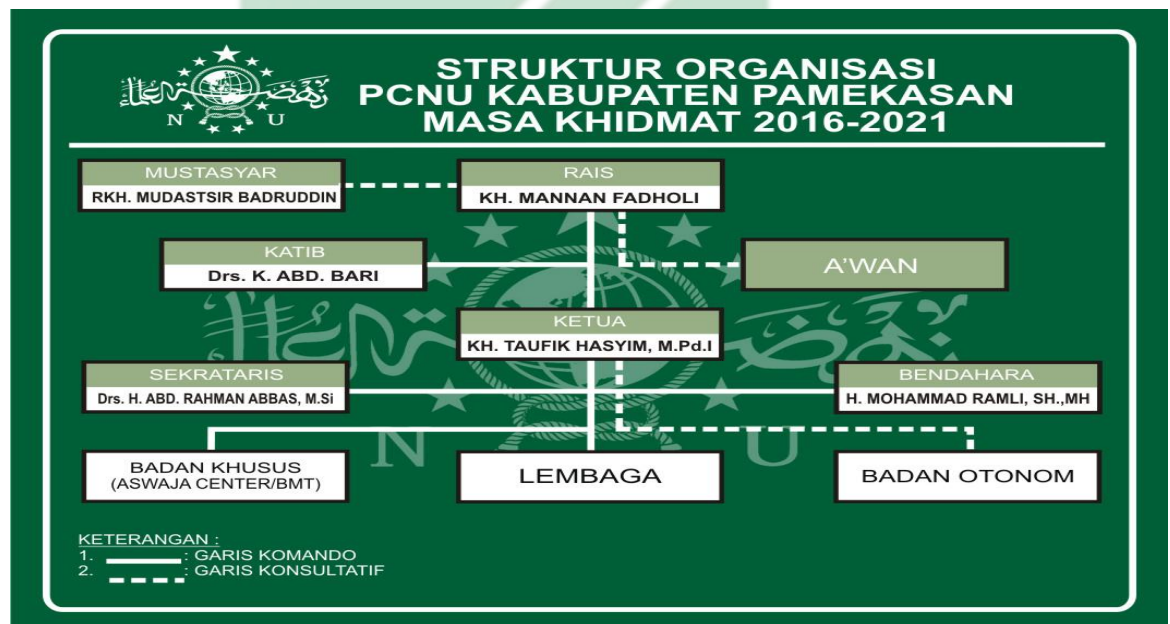 STRUKTUR ORGANISASI
PCNU KABUPATEN PAMEKASAN
MASA KHIDMAT 2016-2021
N U
MUSTASYAR
RKH. MUDASTSIR BADRUDDIN
RAIS
KH. MANNAN FADHOLI
KATIB
Drs. K. ABD. BARI
A'WAN
KETUA
KH. TAUFIK HASYIM, M.Pd.I
SEKRATARIS
Drs. H. ABD. RAHMAN ABBAS, M.Si
BENDAHARA
H. MOHAMMAD RAMLI, SH.,MH
N U
BADAN KHUSUS
(ASWAJA CENTER/BMT)
LEMBAGA
BADAN OTONOM
KETERANGAN :
1. : GARIS KOMANDO
2. : GARIS KONSULTATIF